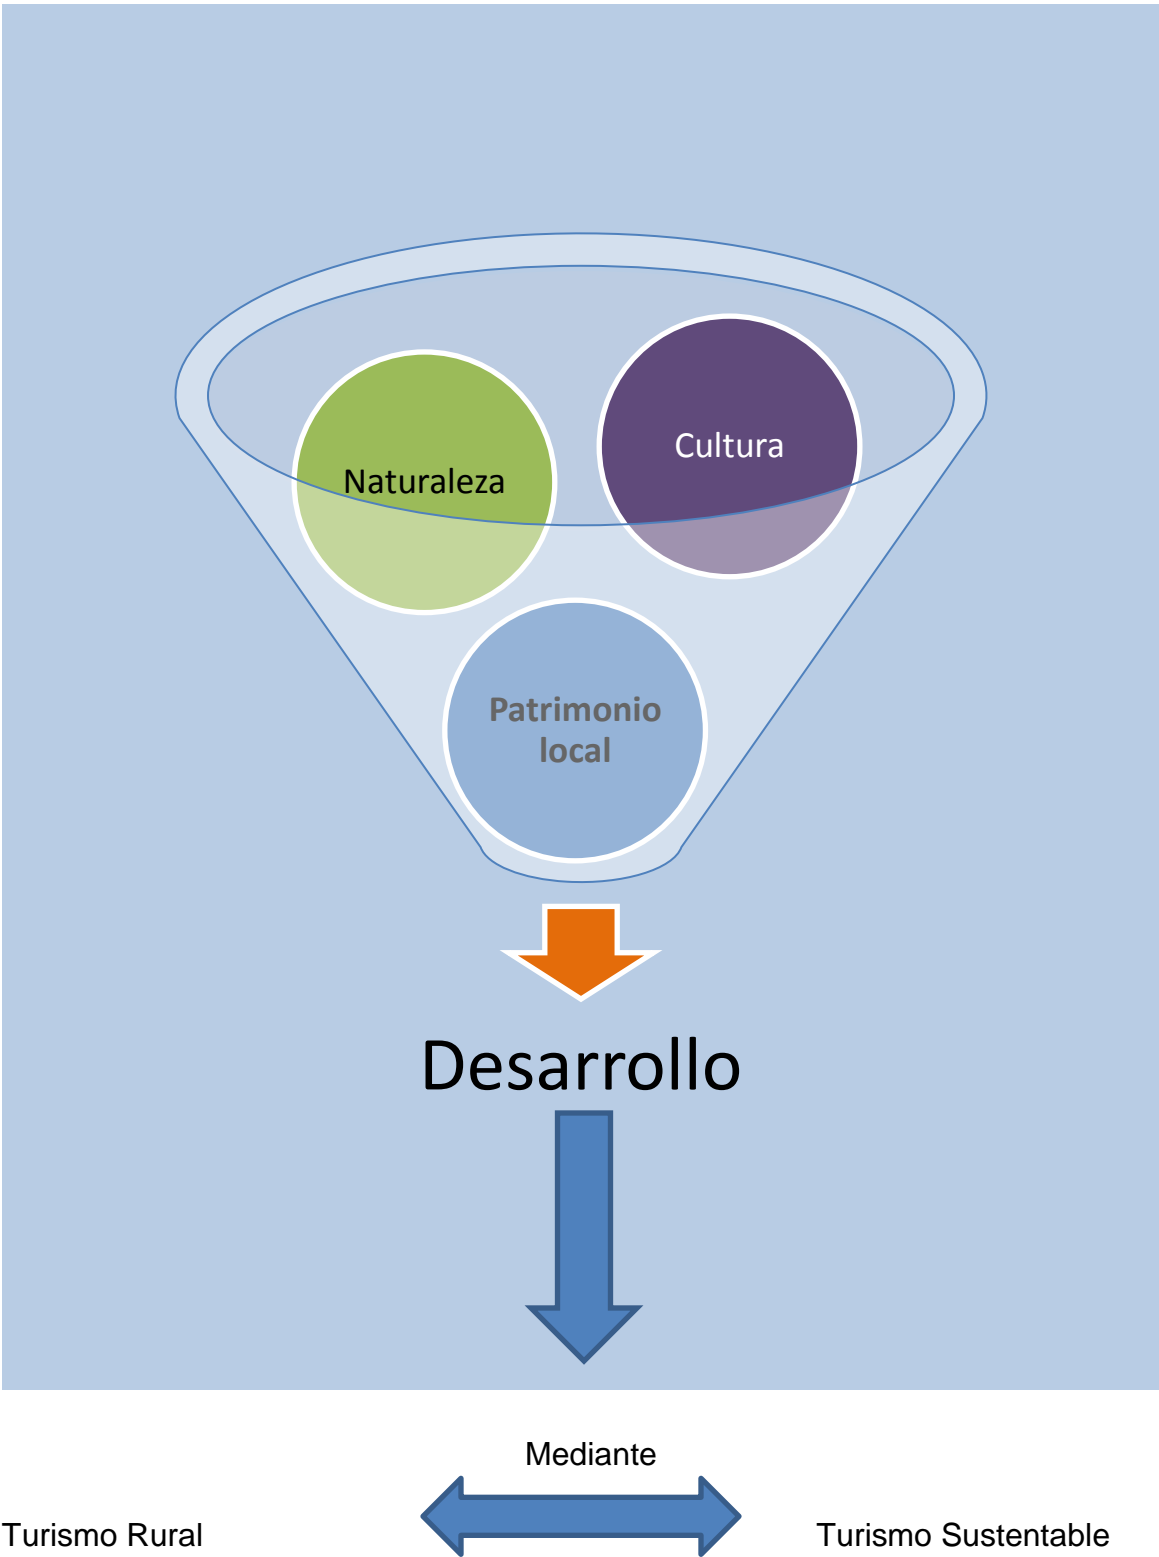 Cultura
Naturaleza
Patrimonio
local
Desarrollo
Mediante
Turismo Rural
Turismo Sustentable